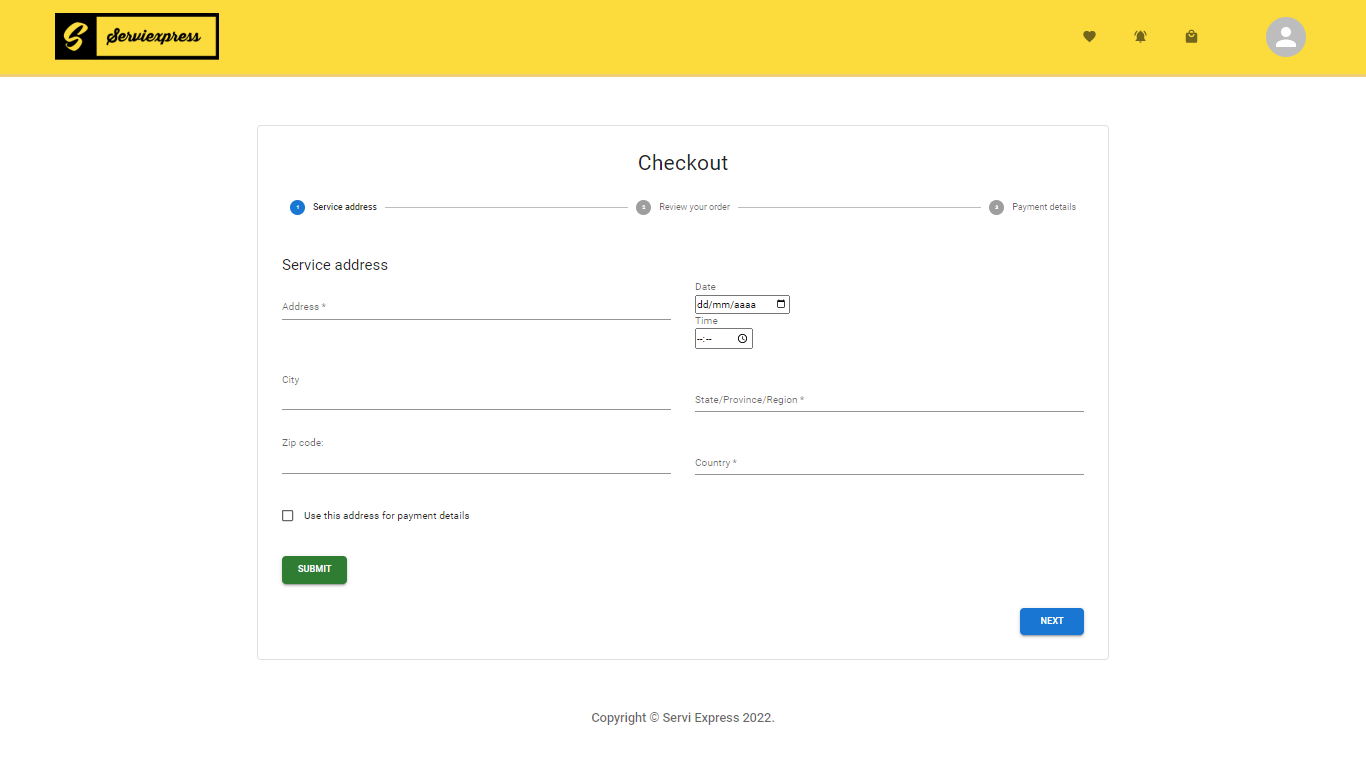 S Serviexpress
Checkout
1 Service address 2 Review your order 3 Payment details
Service address
Address *
Date
dd/mm/aaaa
Time
--:--
City
State/Province/Region *
Zip code:
Country *
Use this address for payment details
SUBMIT
NEXT
Copyright © Servi Express 2022.